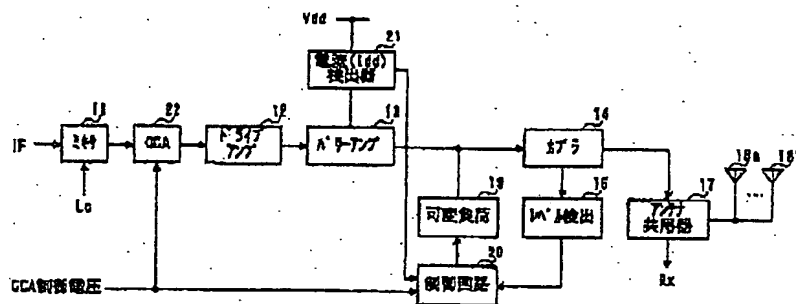 Vdd
21
電流(Idd)
検出器
11
ミキサ
22
GCA
12
ドライブ
アンプ
13
パワーアンプ
14
カプラ
IF
Lo
19
可変負荷
16
レベル検出
17
アンテナ
共用器
18a
...
20
制御回路
GCA制御電圧
Rx